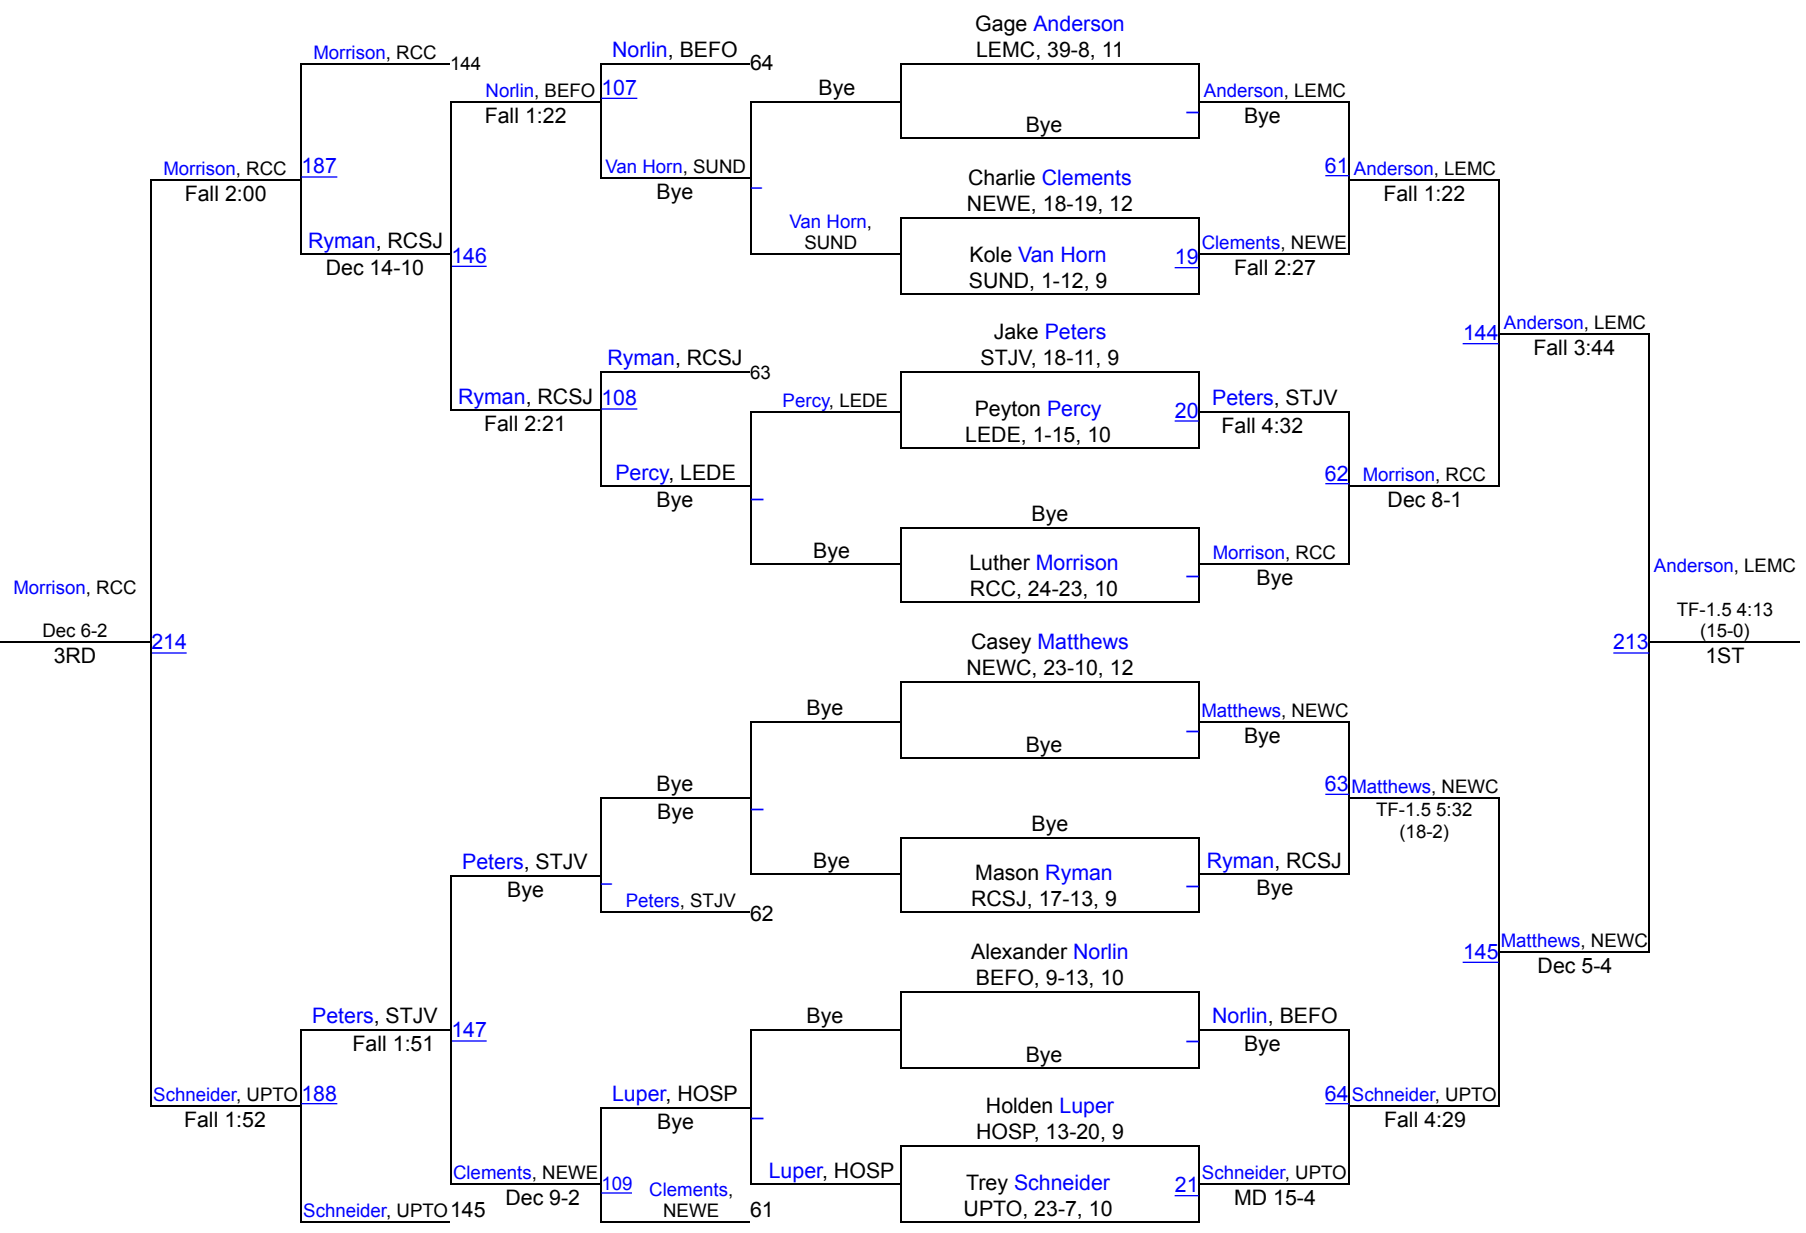 Gage Anderson
LEMC, 39-8, 11
Morrison, RCC
144
Norlin, BEFO
64
Norlin, BEFO
107
Fall 1:22
Bye
Bye
Anderson, LEMC
Bye
Morrison, RCC
187
Fall 2:00
Van Horn, SUND
Bye
Charlie Clements
NEWE, 18-19, 12
61
Anderson, LEMC
Fall 1:22
Ryman, RCSJ
146
Dec 14-10
Van Horn,
SUND
Kole Van Horn
SUND, 1-12, 9
19
Clements, NEWE
Fall 2:27
Jake Peters
STJV, 18-11, 9
144
Anderson, LEMC
Fall 3:44
Ryman, RCSJ
63
Ryman, RCSJ
108
Fall 2:21
Percy, LEDE
Peyton Percy
LEDE, 1-15, 10
20
Peters, STJV
Fall 4:32
Percy, LEDE
Bye
62
Morrison, RCC
Dec 8-1
Bye
Bye
Luther Morrison
RCC, 24-23, 10
Morrison, RCC
Bye
Morrison, RCC
Dec 6-2
214
3RD
Anderson, LEMC
TF-1.5 4:13
(15-0)
213
1ST
Casey Matthews
NEWC, 23-10, 12
Bye
Bye
Matthews, NEWC
Bye
Bye
Bye
63
Matthews, NEWC
TF-1.5 5:32
(18-2)
Bye
Bye
Mason Ryman
RCSJ, 17-13, 9
Ryman, RCSJ
Bye
Peters, STJV
Bye
Peters, STJV
62
Alexander Norlin
BEFO, 9-13, 10
145
Matthews, NEWC
Dec 5-4
Peters, STJV
147
Fall 1:51
Bye
Bye
Norlin, BEFO
Bye
Schneider, UPTO
188
Fall 1:52
Luper, HOSP
Bye
Holden Luper
HOSP, 13-20, 9
64
Schneider, UPTO
Fall 4:29
Clements, NEWE
109
Dec 9-2
Luper, HOSP
Trey Schneider
UPTO, 23-7, 10
21
Schneider, UPTO
MD 15-4
Schneider, UPTO
145
Clements,
NEWE
61